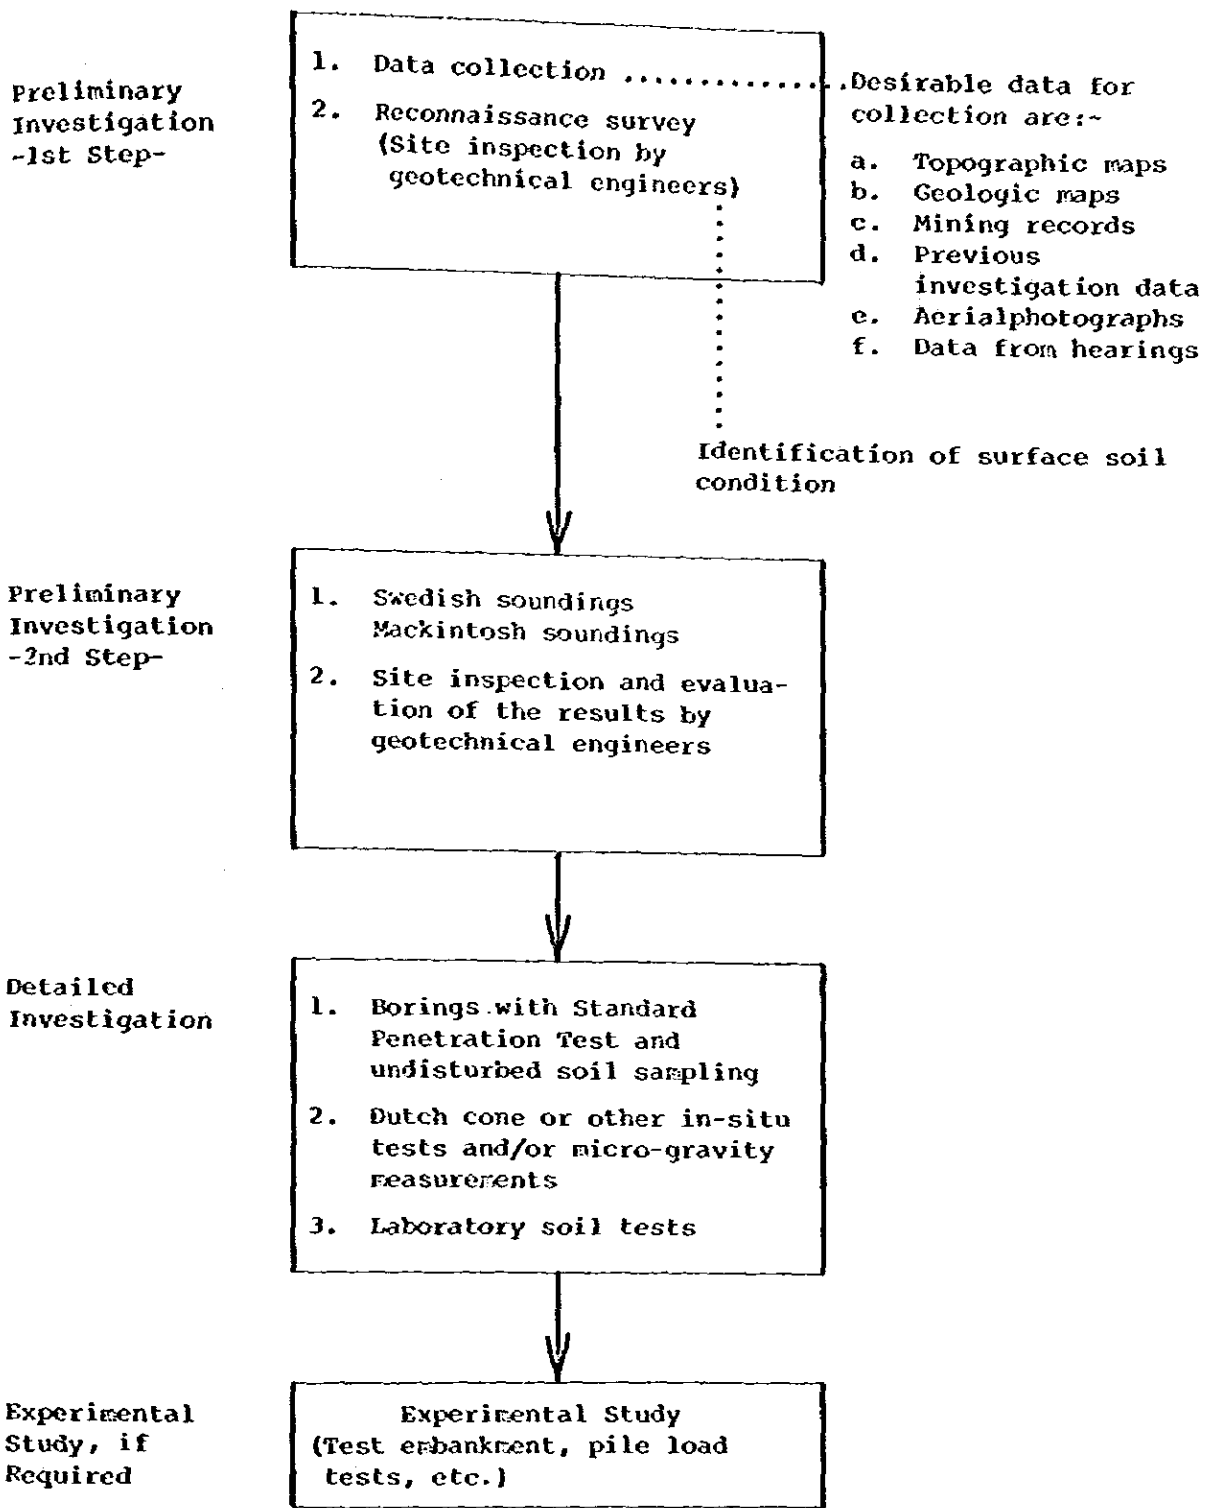 Preliminary
Investigation
-1st Step-
1. Data collection ..............
2. Reconnaissance survey
(Site inspection by
geotechnical engineers)
Desirable data for
collection are:-
a. Topographic maps
b. Geologic maps
c. Mining records
d. Previous
investigation data
e. Aerialphotographs
f. Data from hearings
Identification of surface soil
condition
Preliminary
Investigation
-2nd Step-
1. Swedish soundings
Mackintosh soundings
2. Site inspection and evalua-
tion of the results by
geotechnical engineers
Detailed
Investigation
1. Borings with Standard
Penetration Test and
undisturbed soil sampling
2. Dutch cone or other in-situ
tests and/or micro-gravity
measurements
3. Laboratory soil tests
Experimental
Study, if
Required
Experimental Study
(Test embankment, pile load
tests, etc.)